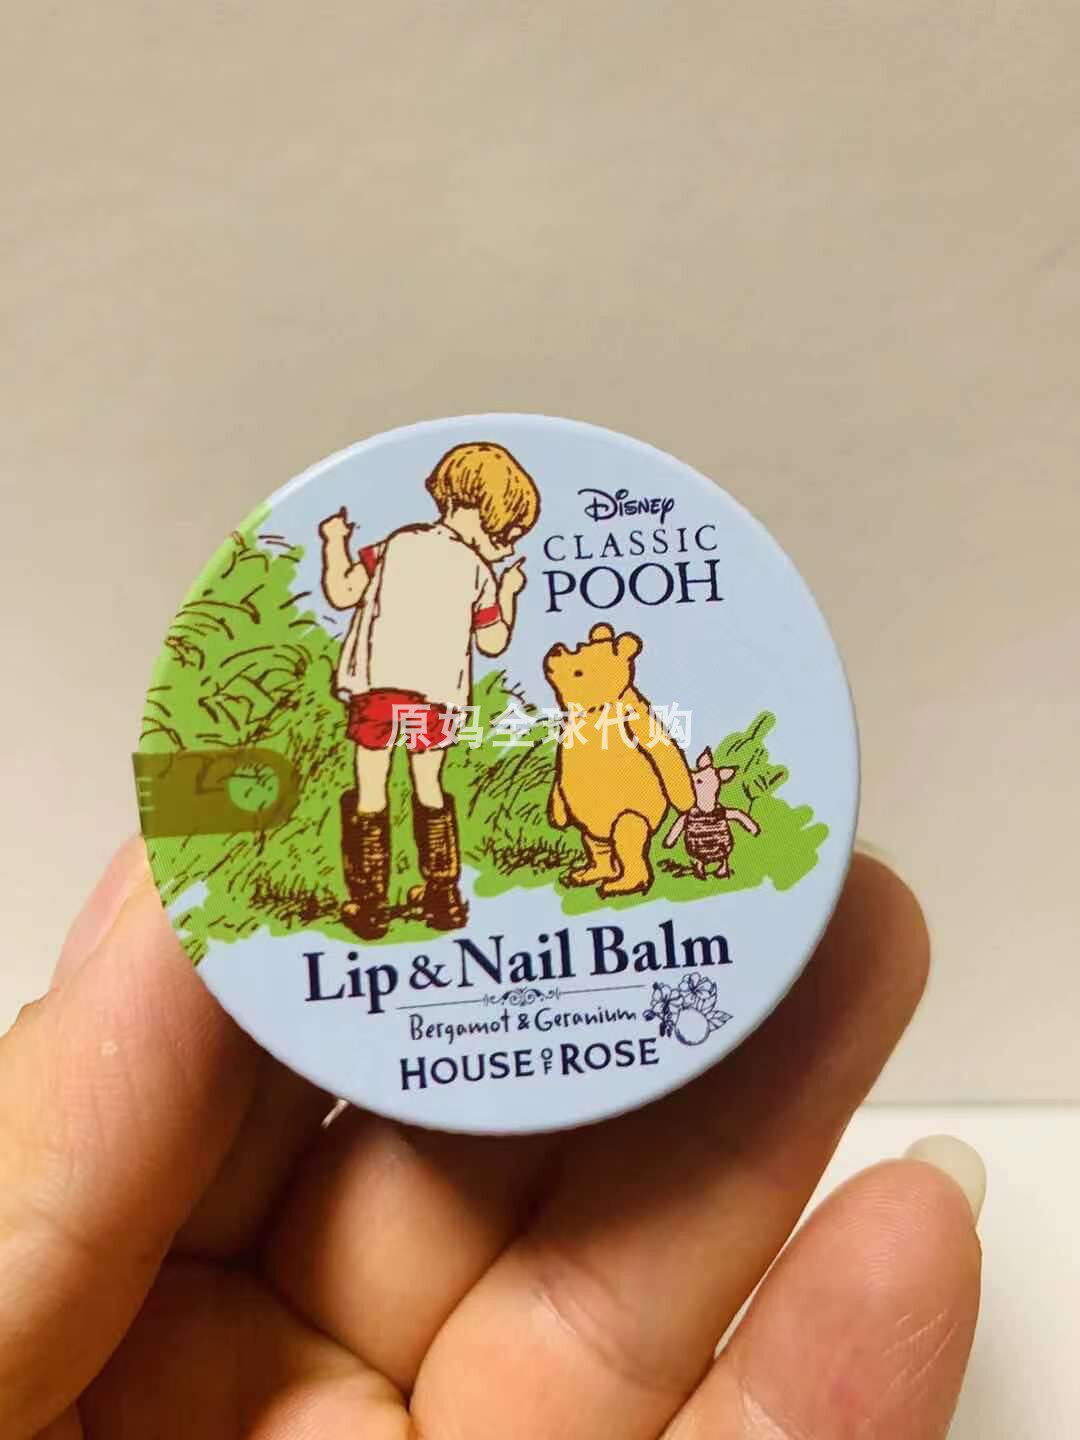 Disney
CLASSIC
POOH
原妈全球代购
Lip & Nail Balm
Bergamot & Geranium
HOUSE OF ROSE